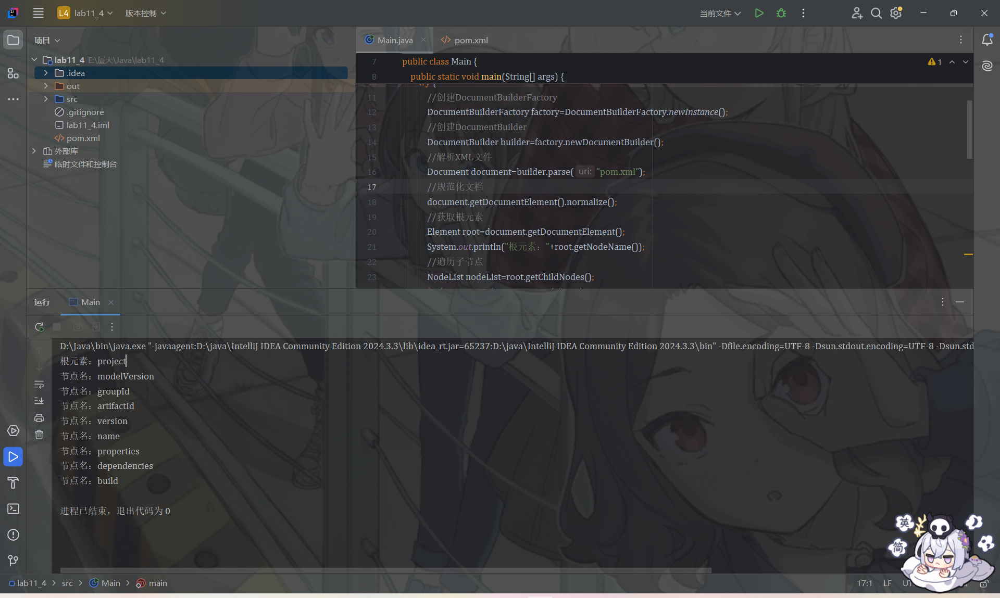 L4 lab11_4 版本控制 当前文件
项目
Main.java
pom.xml
lab11_4 E:\厦大\Java\lab11_4
.idea
out
src
.gitignore
lab11_4.iml
pom.xml
外部库
临时文件和控制台
7 public class Main {
8 public static void main(String[] args) {
try {
11 //创建DocumentBuilderFactory
12 DocumentBuilderFactory factory=DocumentBuilderFactory.newInstance();
13 //创建DocumentBuilder
14 DocumentBuilder builder=factory.newDocumentBuilder();
15 //解析XML文件
16 Document document=builder.parse( uri: "pom.xml");
17 //规范化文档
18 document.getDocumentElement().normalize();
19 //获取根元素
20 Element root=document.getDocumentElement();
21 System.out.println("根元素："+root.getNodeName());
22 //遍历子节点
23 NodeList nodeList=root.getChildNodes();
1
运行 Main
D:\Java\bin\java.exe "-javaagent:D:\java\IntelliJ IDEA Community Edition 2024.3.3\lib\idea_rt.jar=65237:D:\java\IntelliJ IDEA Community Edition 2024.3.3\bin" -Dfile.encoding=UTF-8 -Dsun.stdout.encoding=UTF-8 -Dsun.std
根元素：project
节点名：modelVersion
节点名：groupId
节点名：artifactId
节点名：version
节点名：name
节点名：properties
节点名：dependencies
节点名：build
进程已结束，退出代码为 0
英
简
lab11_4 > src > Main > main
17:1 LF